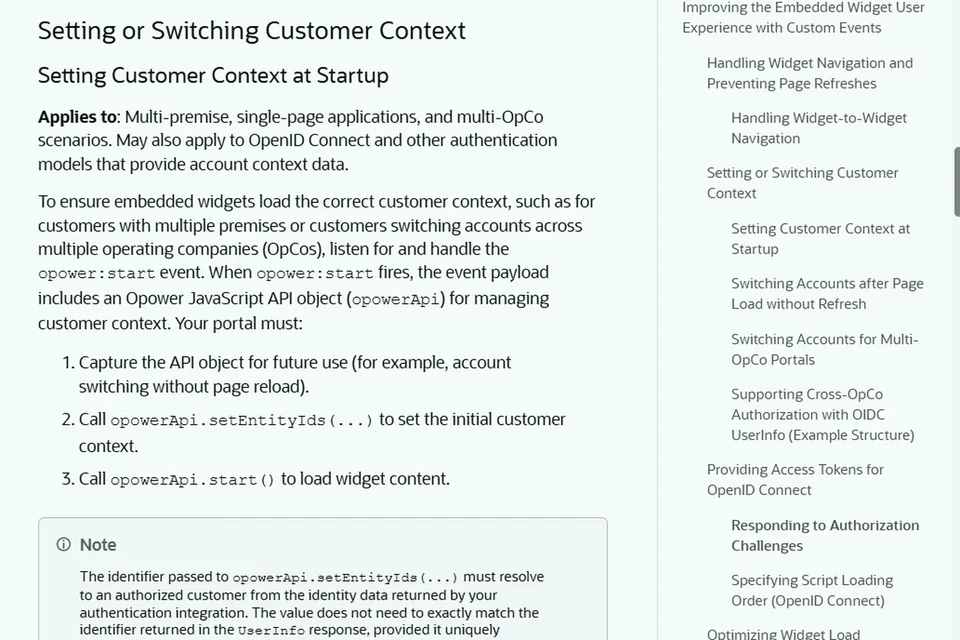 Setting or Switching Customer Context
Setting Customer Context at Startup
Applies to: Multi-premise, single-page applications, and multi-OpCo
scenarios. May also apply to OpenID Connect and other authentication
models that provide account context data.
To ensure embedded widgets load the correct customer context, such as for
customers with multiple premises or customers switching accounts across
multiple operating companies (OpCos), listen for and handle the
opower:start event. When opower:start fires, the event payload
includes an Opower JavaScript API object (opowerApi) for managing
customer context. Your portal must:
1. Capture the API object for future use (for example, account
switching without page reload).
2. Call opowerApi.setEntityIds(...) to set the initial customer
context.
3. Call opowerApi.start() to load widget content.
Note
The identifier passed to opowerApi.setEntityIds(...) must resolve
to an authorized customer from the identity data returned by your
authentication integration. The value does not need to exactly match the
identifier returned in the UserInfo response, provided it uniquely
Improving the Embedded Widget User
Experience with Custom Events
Handling Widget Navigation and
Preventing Page Refreshes
Handling Widget-to-Widget
Navigation
Setting or Switching Customer
Context
Setting Customer Context at
Startup
Switching Accounts after Page
Load without Refresh
Switching Accounts for Multi-
OpCo Portals
Supporting Cross-OpCo
Authorization with OIDC
UserInfo (Example Structure)
Providing Access Tokens for
OpenID Connect
Responding to Authorization
Challenges
Specifying Script Loading
Order (OpenID Connect)
Optimizing Widget Load